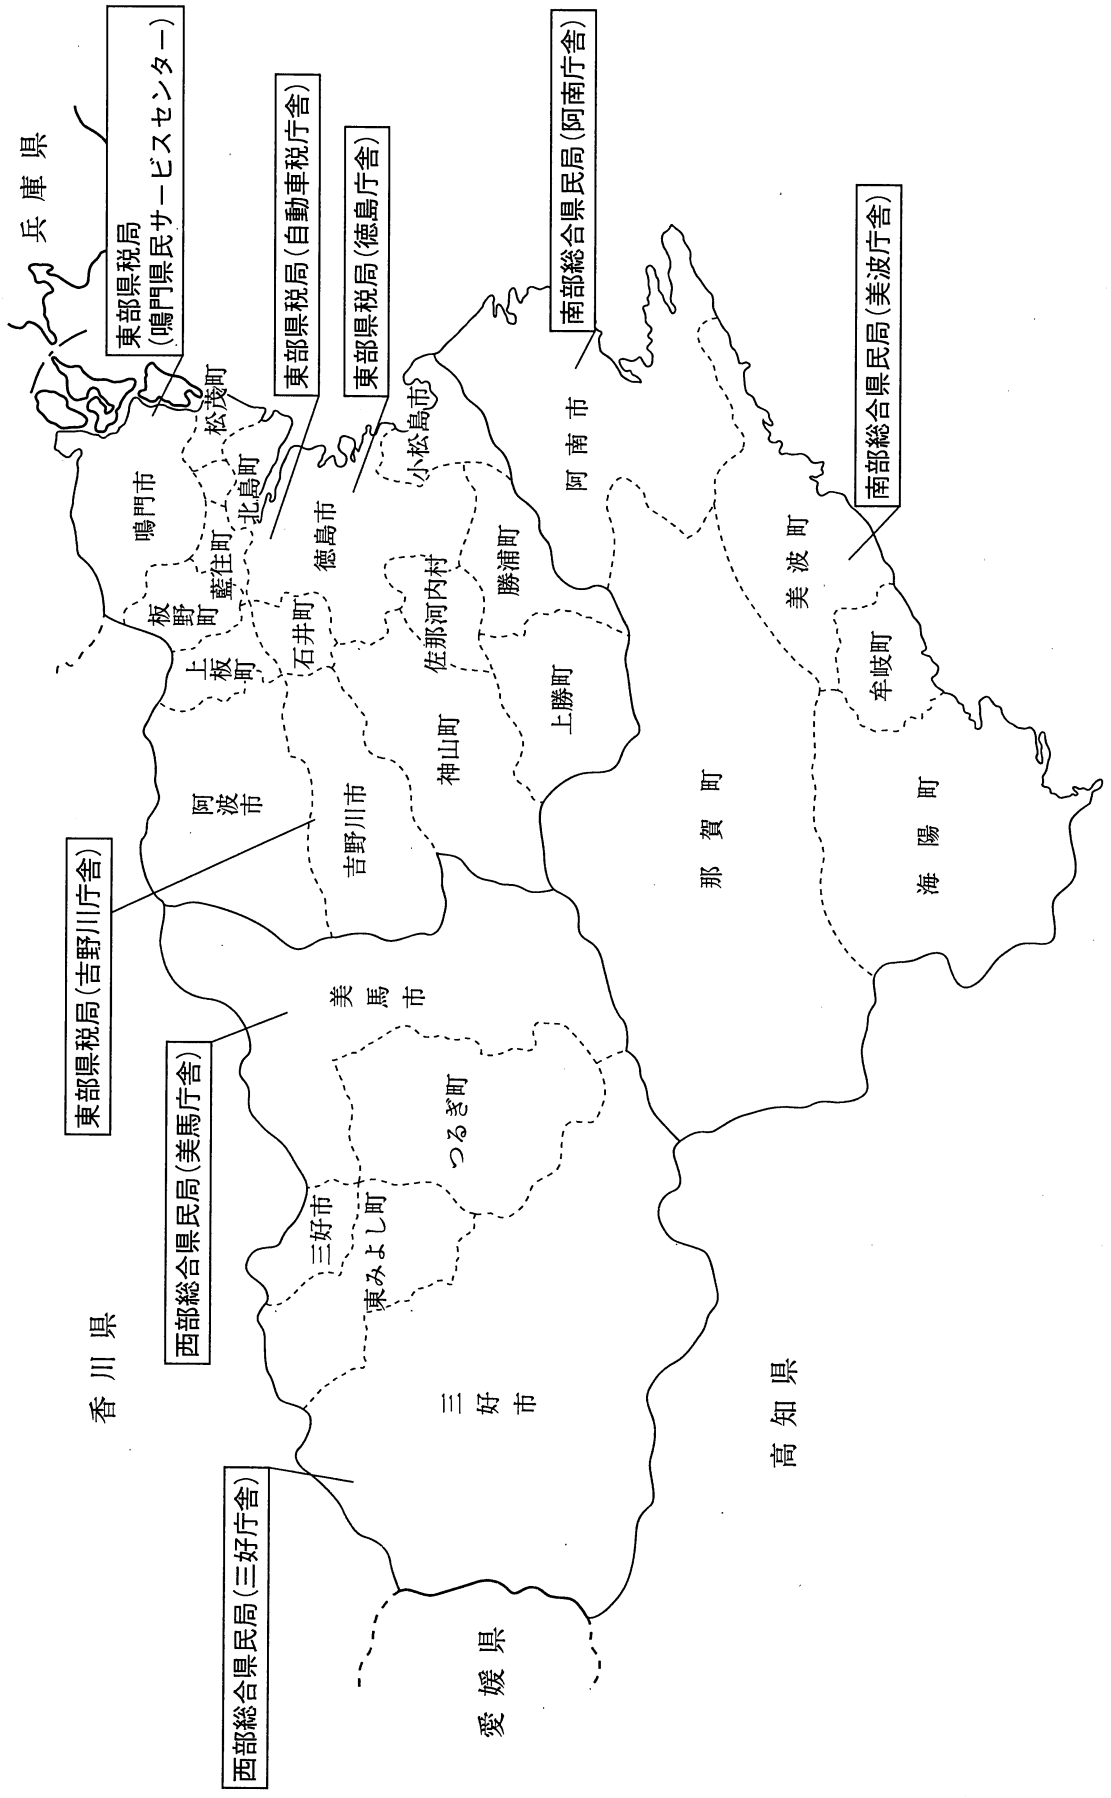 兵庫県
東部県税局
(鳴門県民サービスセンター)
東部県税局(自動車税庁舎)
東部県税局(徳島庁舎)
南部総合県民局(阿南庁舎)
南部総合県民局(美波庁舎)
東部県税局(吉野川庁舎)
西部総合県民局(美馬庁舎)
西部総合県民局(三好庁舎)
香川県
愛媛県
高知県
鳴門市
松茂町
北島町
藍住町
板野町
上板町
徳島市
石井町
小松島市
佐那河内村
勝浦町
上勝町
神山町
阿波市
吉野川市
阿南市
那賀町
美波町
牟岐町
海陽町
美馬市
つるぎ町
三好市
東みよし町
三好市